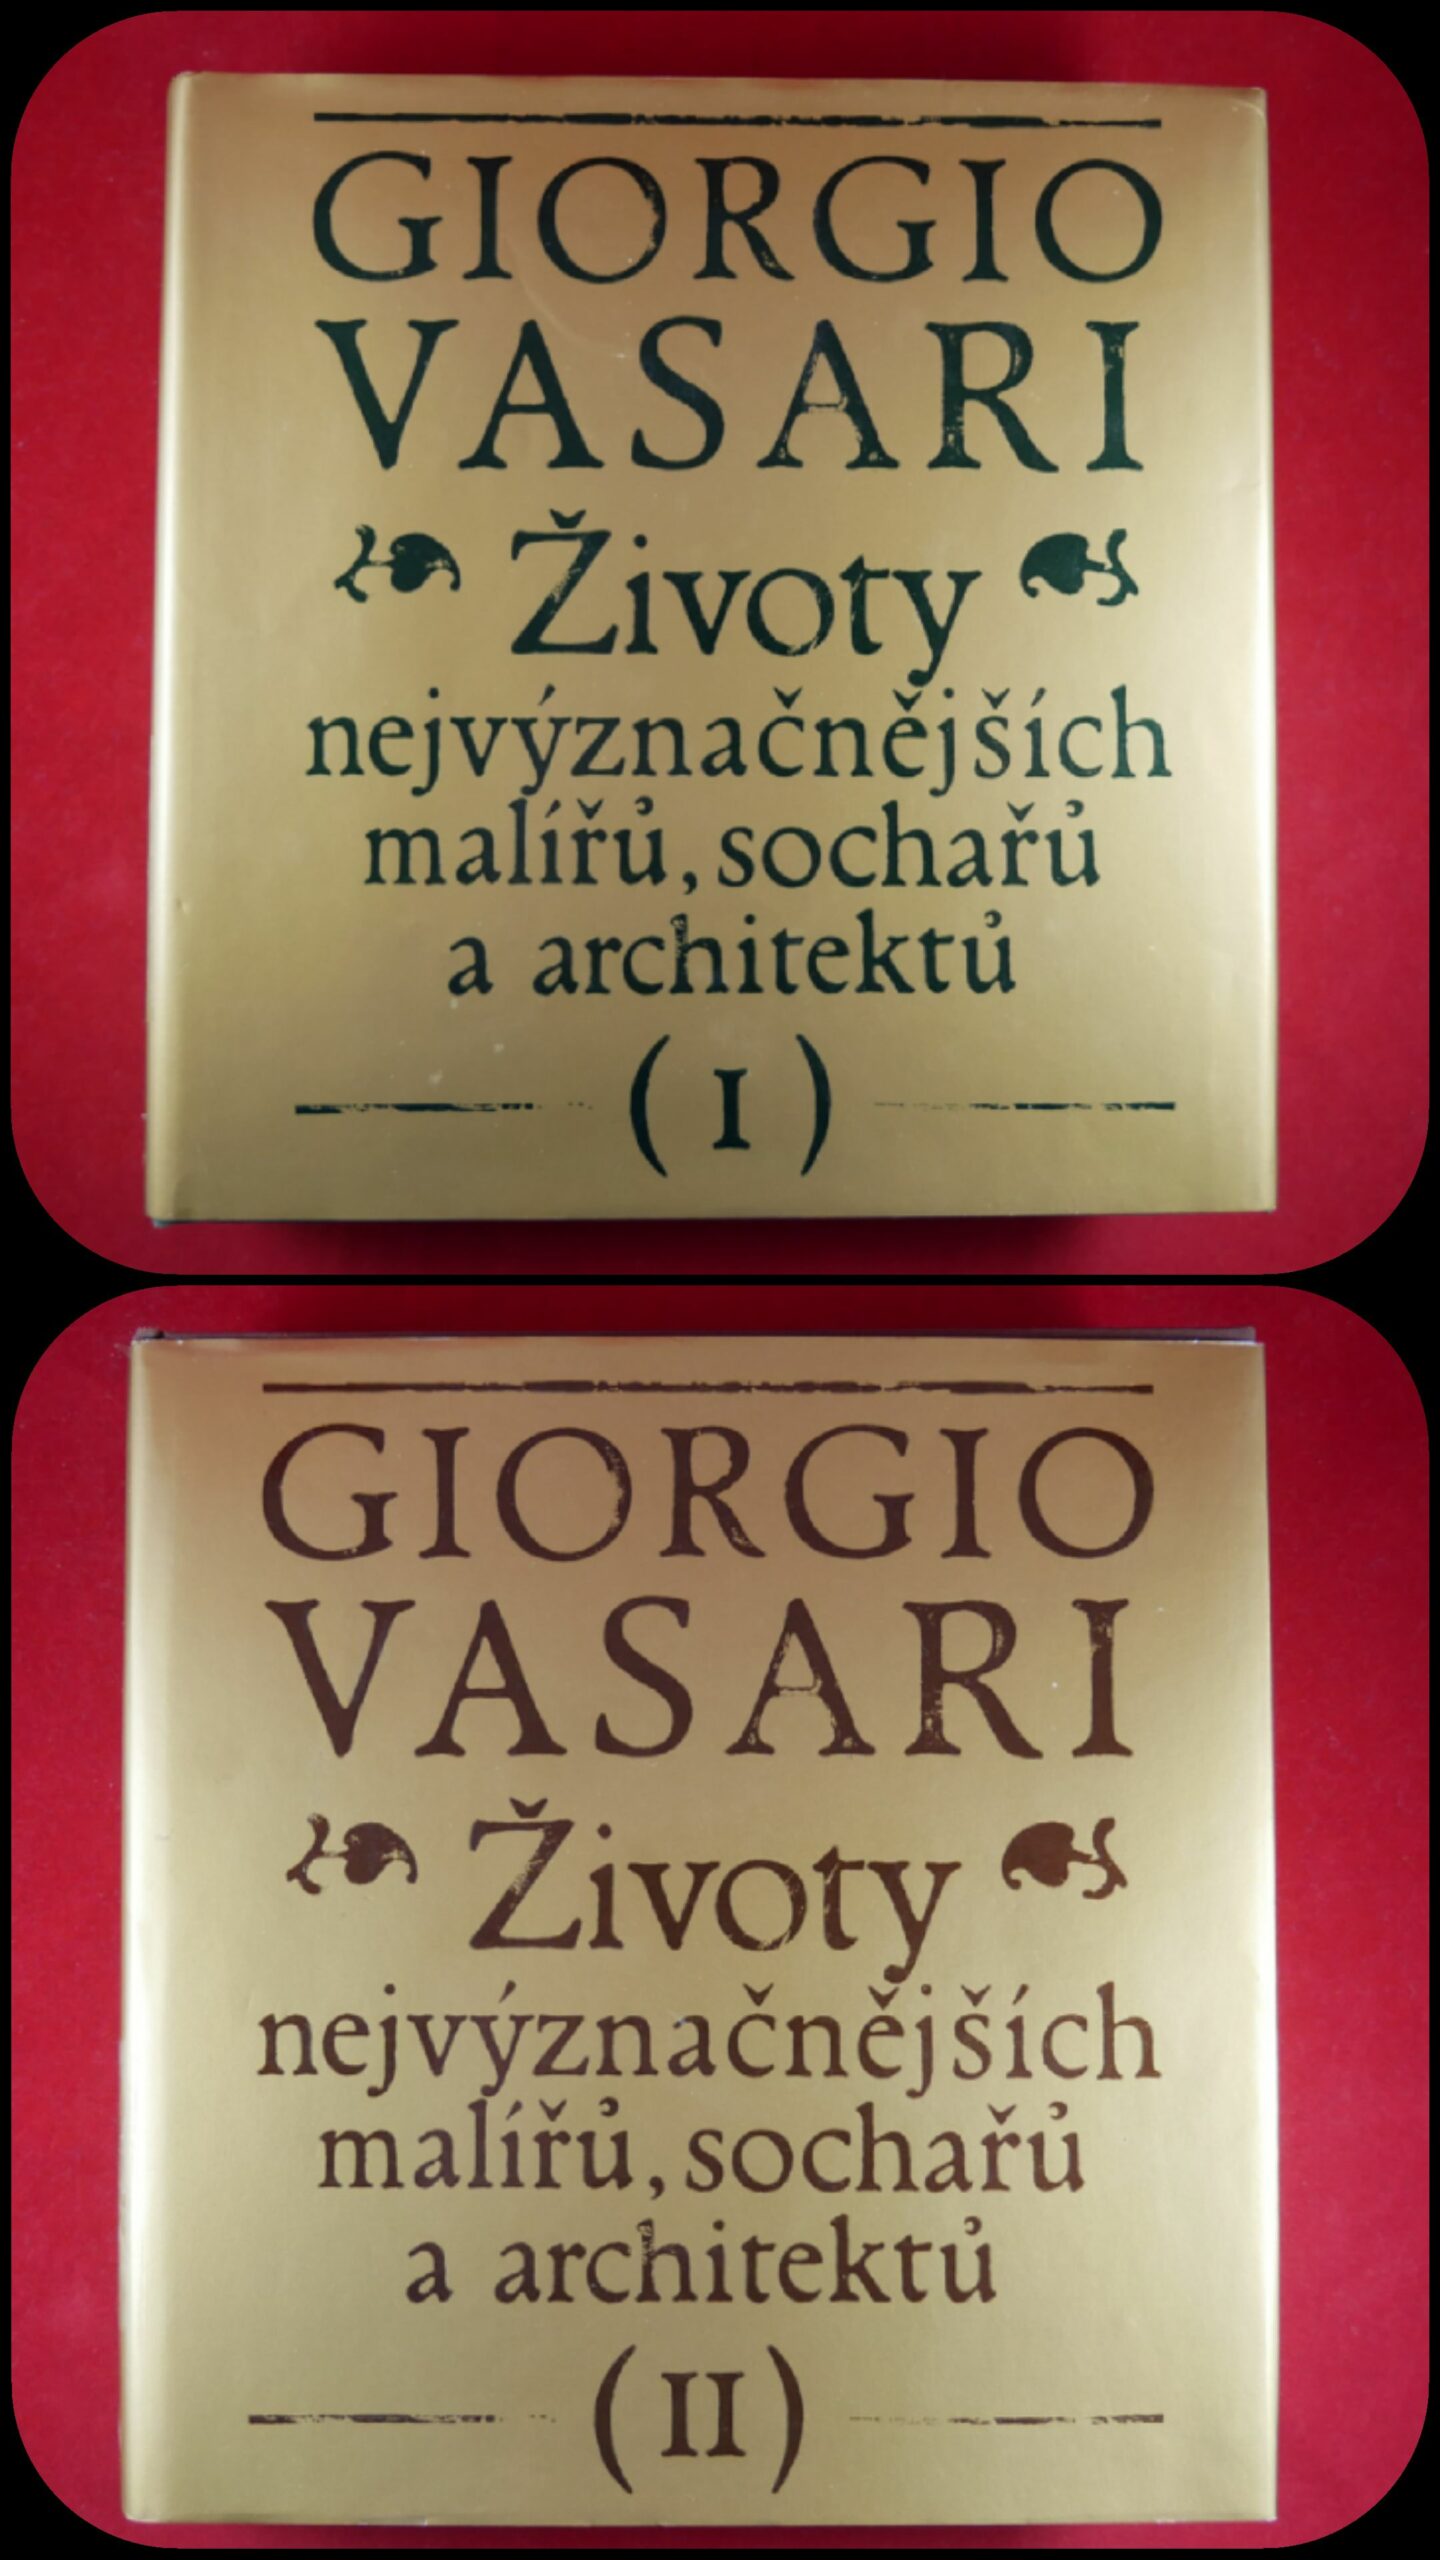 GIORGIO
VASARI
Životy
nejvýznačnějších
malířů, sochařů
a architektů
(I)
GIORGIO
VASARI
Životy
nejvýznačnějších
malířů, sochařů
a architektů
(II)